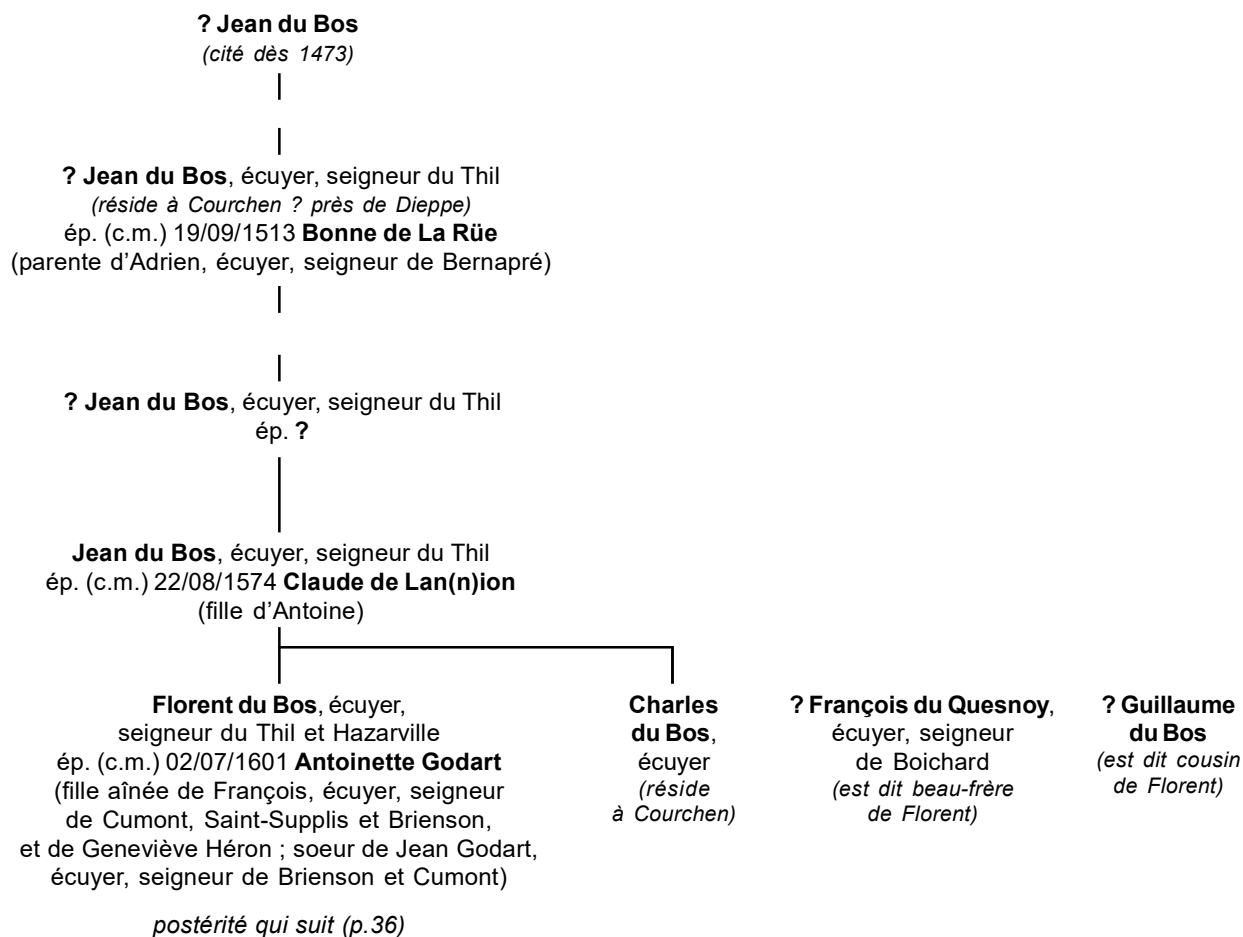 ? Jean du Bos
(cité dès 1473)
? Jean du Bos, écuyer, seigneur du Thil
(réside à Courchen ? près de Dieppe)
ép. (c.m.) 19/09/1513 Bonne de La Rüe
(parente d’Adrien, écuyer, seigneur de Bernapré)
? Jean du Bos, écuyer, seigneur du Thil
ép. ?
Jean du Bos, écuyer, seigneur du Thil
ép. (c.m.) 22/08/1574 Claude de Lan(n)ion
(fille d’Antoine)
Florent du Bos, écuyer,
seigneur du Thil et Hazarville
ép. (c.m.) 02/07/1601 Antoinette Godart
(fille aînée de François, écuyer, seigneur
de Cumont, Saint-Supplis et Brienson,
et de Geneviève Héron ; soeur de Jean Godart,
écuyer, seigneur de Brienson et Cumont)
postérité qui suit (p.36)
Charles
du Bos,
écuyer
(réside
à Courchen)
? François du Quesnoy,
écuyer, seigneur
de Boichard
(est dit beau-frère
de Florent)
? Guillaume
du Bos
(est dit cousin
de Florent)